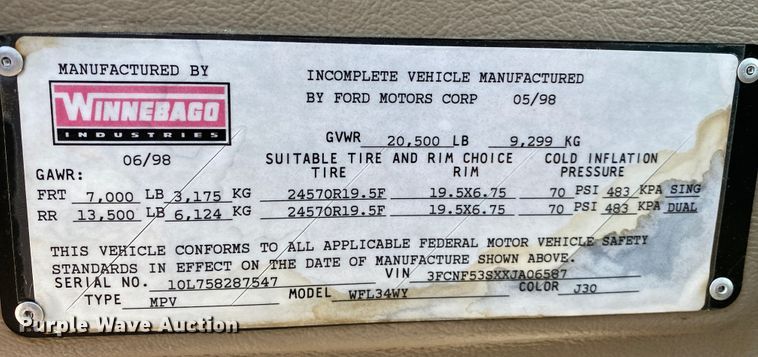 MANUFACTURED BY
WINNEBAGO
INDUSTRIES
06/98
INCOMPLETE VEHICLE MANUFACTURED
BY FORD MOTORS CORP 05/98
GVWR 20,500 LB 9,299 KG
SUITABLE TIRE AND RIM CHOICE COLD INFLATION
GAWR: TIRE RIM PRESSURE
FRT 7,000 LB 3,175 KG 24570R19.5F 19.5X6.75 70 PSI 483 KPA SING
RR 13,500 LB 6,124 KG 24570R19.5F 19.5X6.75 70 PSI 483 KPA DUAL
THIS VEHICLE CONFORMS TO ALL APPLICABLE FEDERAL MOTOR VEHICLE SAFETY
STANDARDS IN EFFECT ON THE DATE OF MANUFACTURE SHOWN ABOVE.
SERIAL NO. 10L758287547 VIN 3FCNF53SXXJA06587
TYPE MPV MODEL WFL34WY COLOR J30
Purple Wave Auction